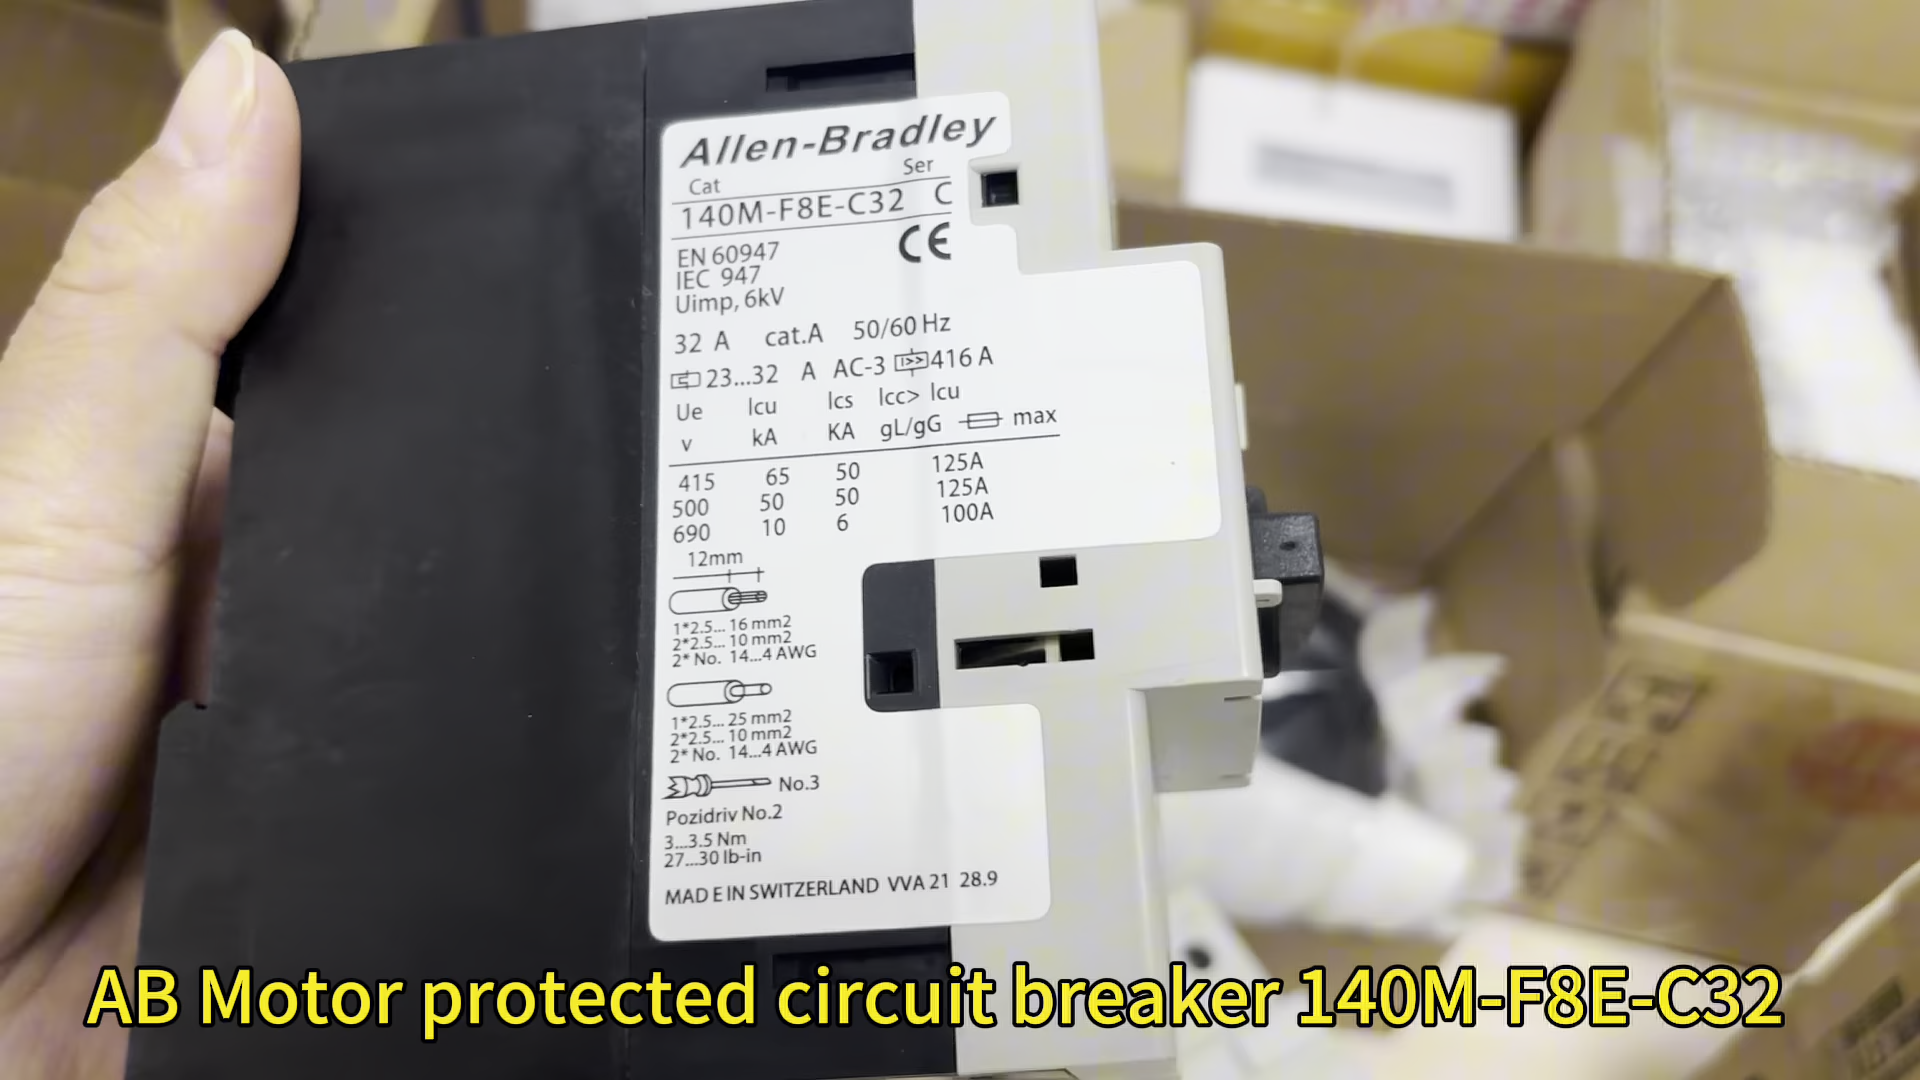 Allen-Bradley
Cat Ser
140M-F8E-C32 C
EN 60947 CE
IEC 947
Uimp, 6kV
32 A cat.A 50/60 Hz
23...32 A AC-3 I>> 416 A
Ue Icu Ics Icc> Icu
v kA KA gL/gG max
415 65 50 125A
500 50 50 125A
690 10 6 100A
12mm
1*2.5... 16 mm2
2*2.5... 10 mm2
2* No. 14...4 AWG
1*2.5... 25 mm2
2*2.5... 10 mm2
2* No. 14...4 AWG
No.3
Pozidriv No.2
3...3.5 Nm
27...30 lb-in
MAD E IN SWITZERLAND VVA 21 28.9
AB Motor protected circuit breaker 140M-F8E-C32